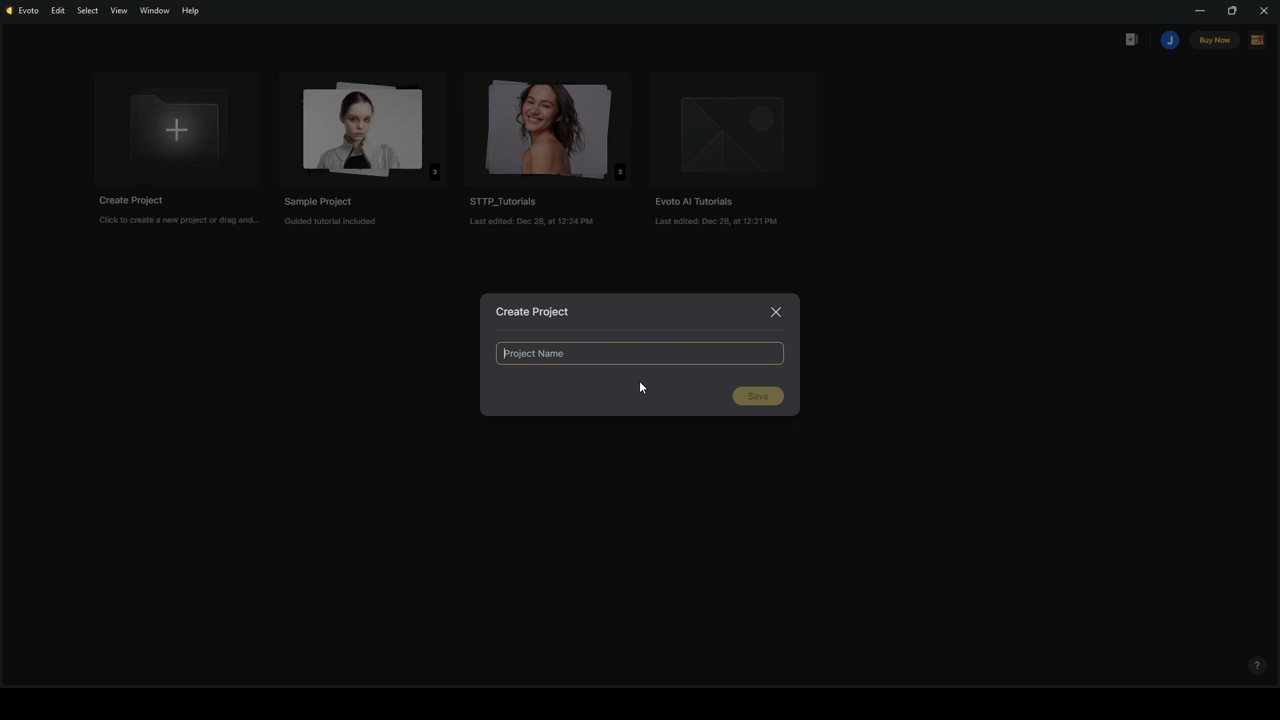 Evoto Edit Select View Window Help
J Buy Now
3 3
Create Project Sample Project STTP_Tutorials Evoto AI Tutorials
Click to create a new project or drag and... Guided tutorial included Last edited: Dec 28, at 12:24 PM Last edited: Dec 28, at 12:21 PM
Create Project
Project Name
Save
?